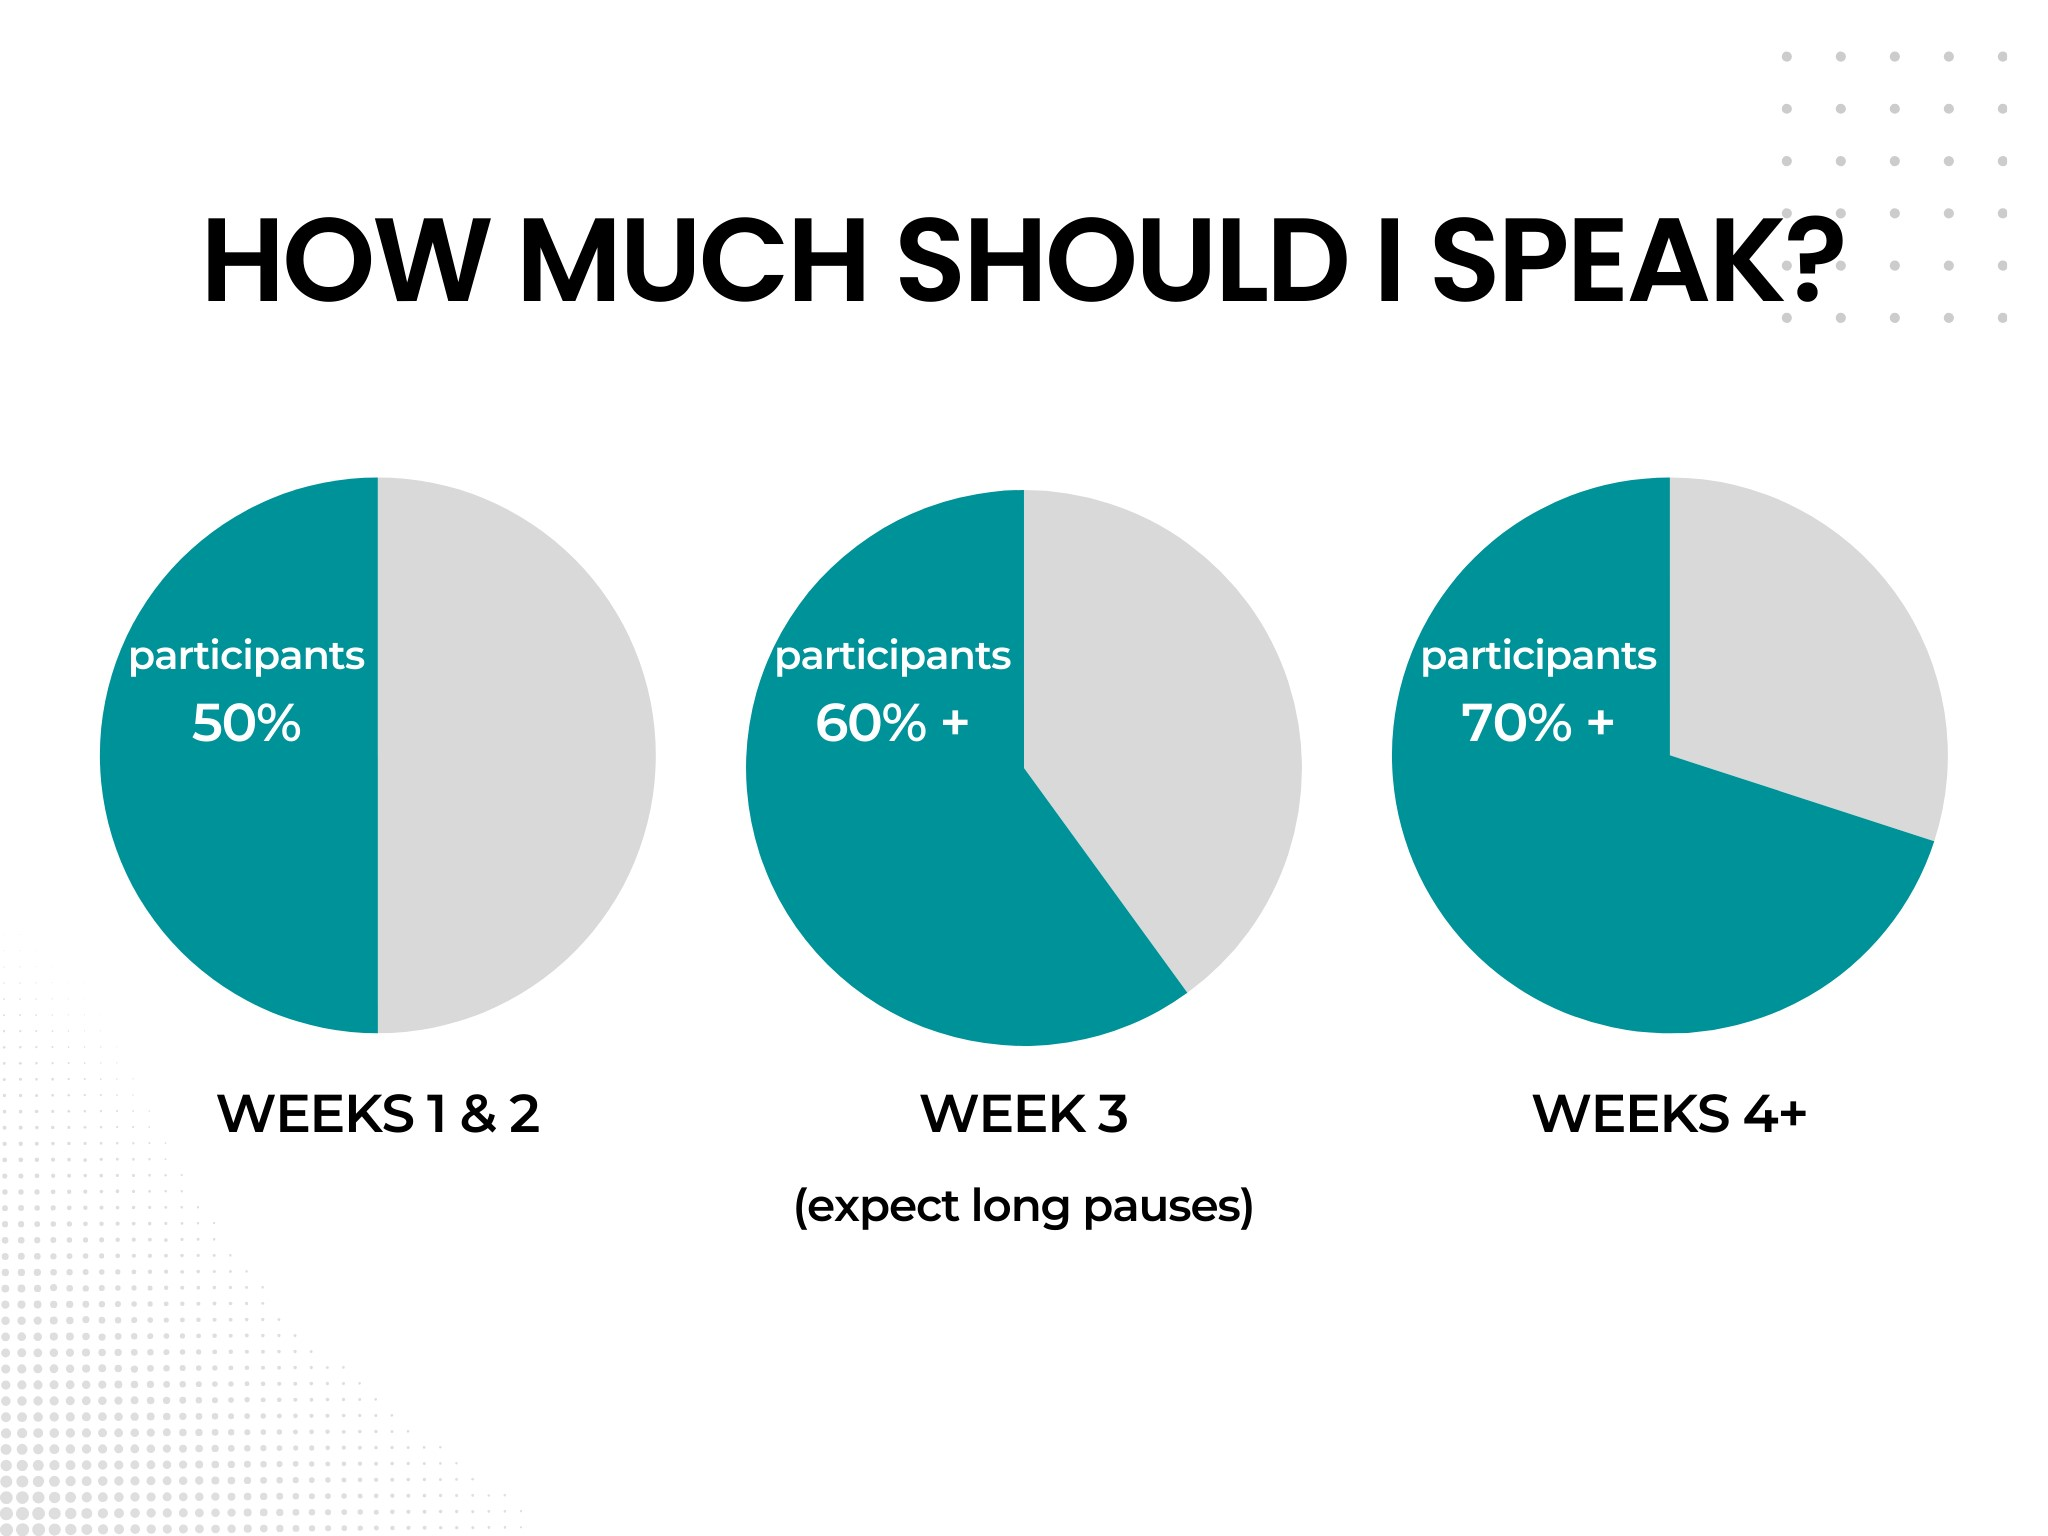 HOW MUCH SHOULD I SPEAK?
participants
50%
participants
60% +
participants
70% +
WEEKS 1 & 2
WEEK 3
WEEKS 4+
(expect long pauses)